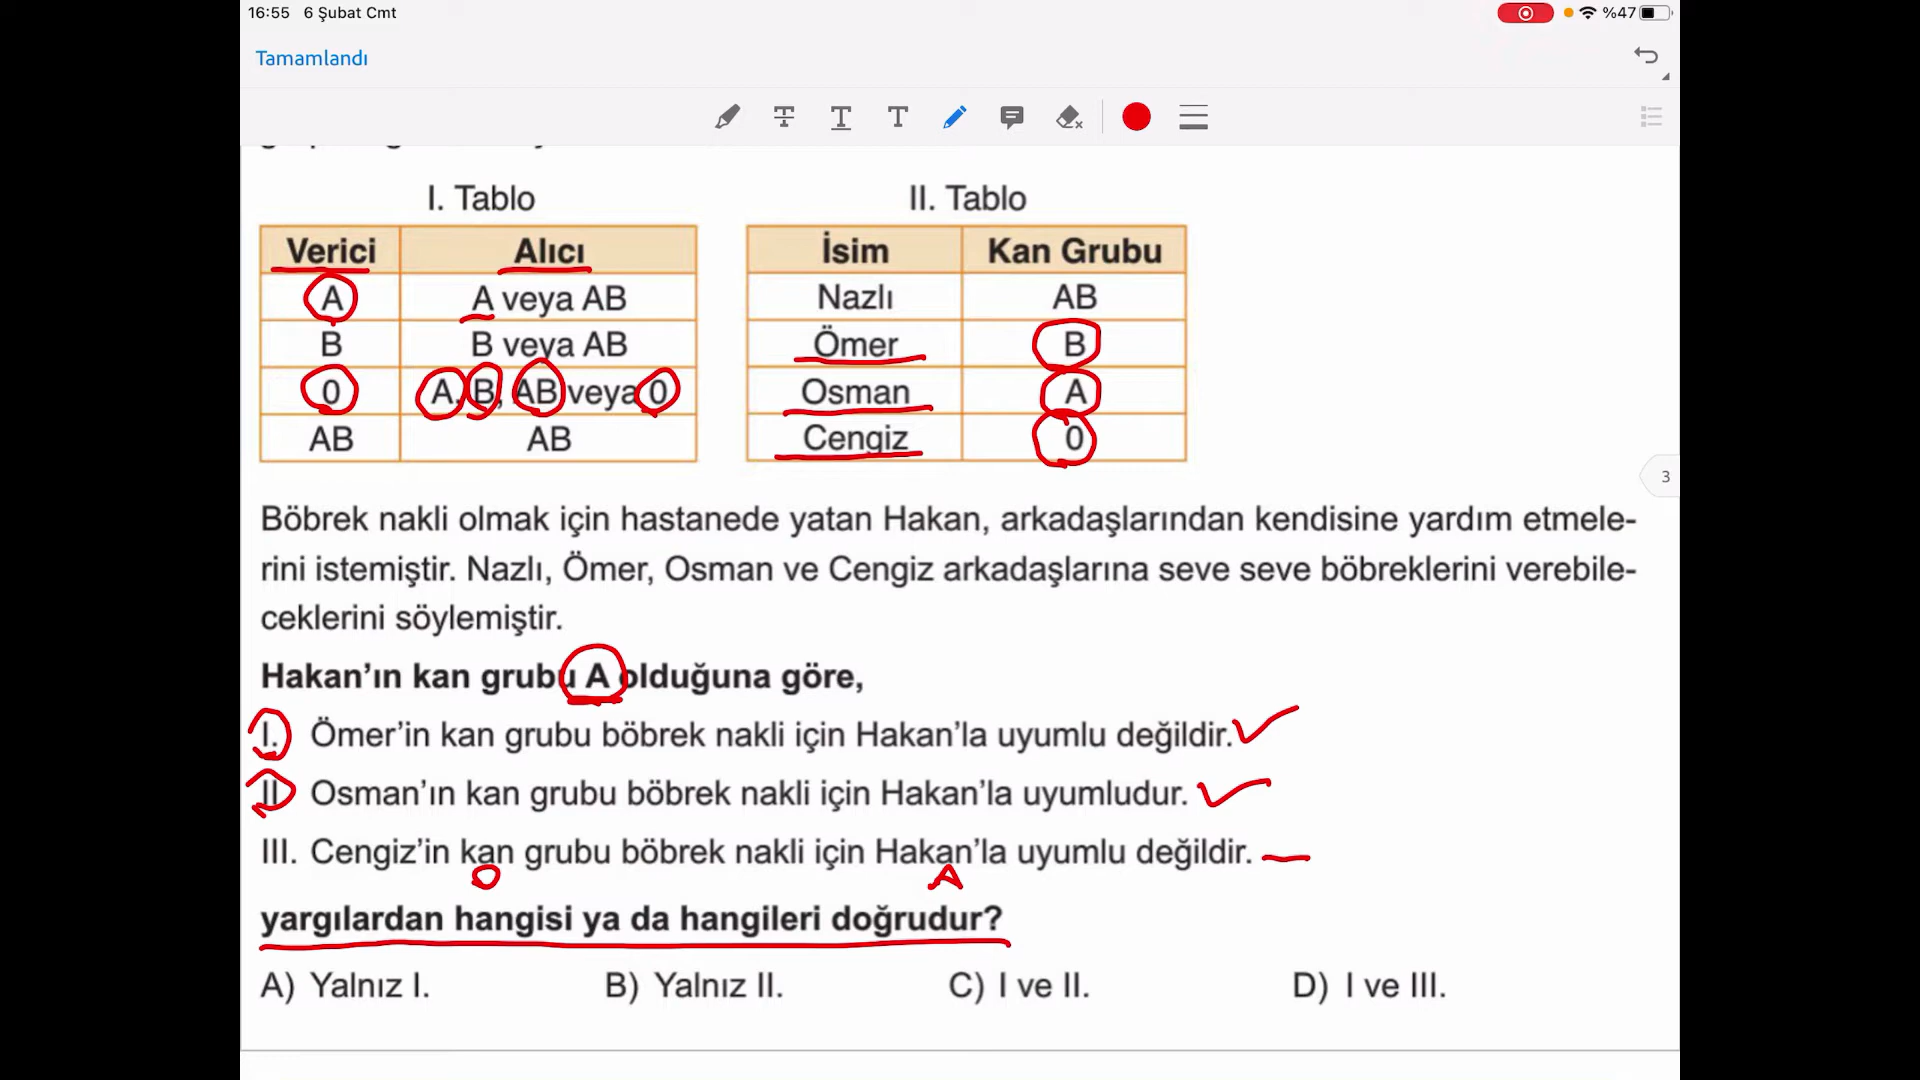 16:55 6 Şubat Cmt %47
Tamamlandı
I. Tablo
Verici Alıcı
A A veya AB
B B veya AB
0 A, B, AB veya 0
AB AB
II. Tablo
İsim Kan Grubu
Nazlı AB
Ömer B
Osman A
Cengiz 0
3
Böbrek nakli olmak için hastanede yatan Hakan, arkadaşlarından kendisine yardım etmele-
rini istemiştir. Nazlı, Ömer, Osman ve Cengiz arkadaşlarına seve seve böbreklerini verebile-
ceklerini söylemiştir.
Hakan’ın kan grubu A olduğuna göre,
I. Ömer’in kan grubu böbrek nakli için Hakan’la uyumlu değildir.
II. Osman’ın kan grubu böbrek nakli için Hakan’la uyumludur.
III. Cengiz’in kan grubu böbrek nakli için Hakan’la uyumlu değildir.
0 A
yargılardan hangisi ya da hangileri doğrudur?
A) Yalnız I. B) Yalnız II. C) I ve II. D) I ve III.